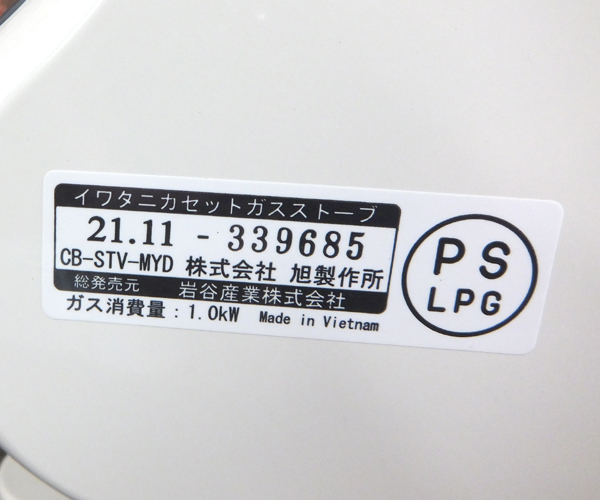 イワタニカセットガスストーブ
21.11 - 339685
CB-STV-MYD 株式会社 旭製作所
総発売元 岩谷産業株式会社
ガス消費量：1.0kW Made in Vietnam
PS
LPG